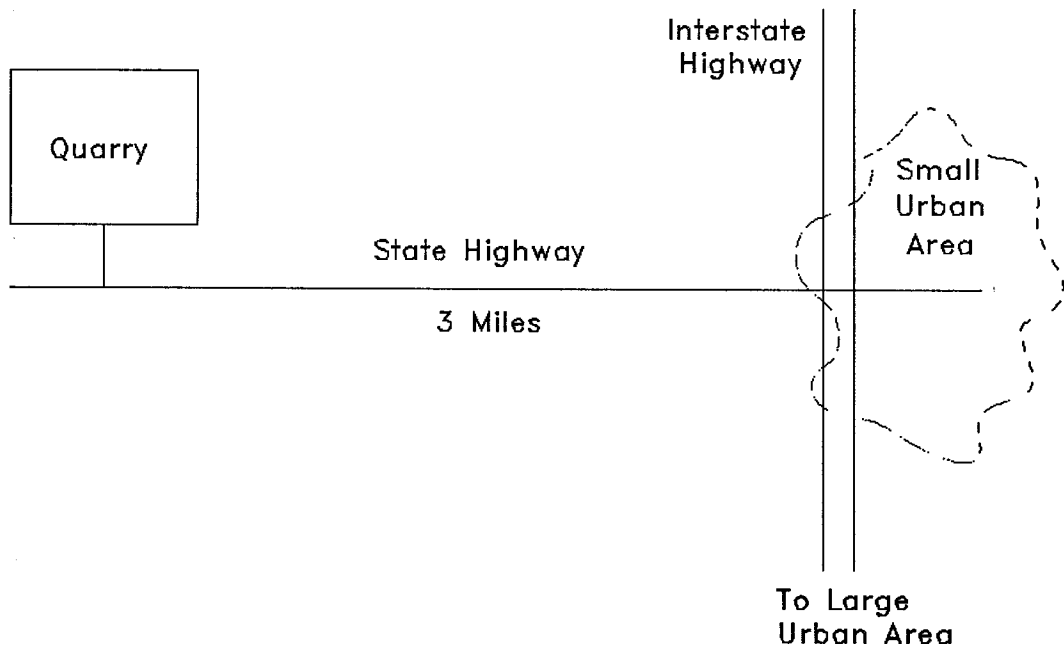 Interstate
Highway
Quarry
Small
Urban
Area
State Highway
3 Miles
To Large
Urban Area